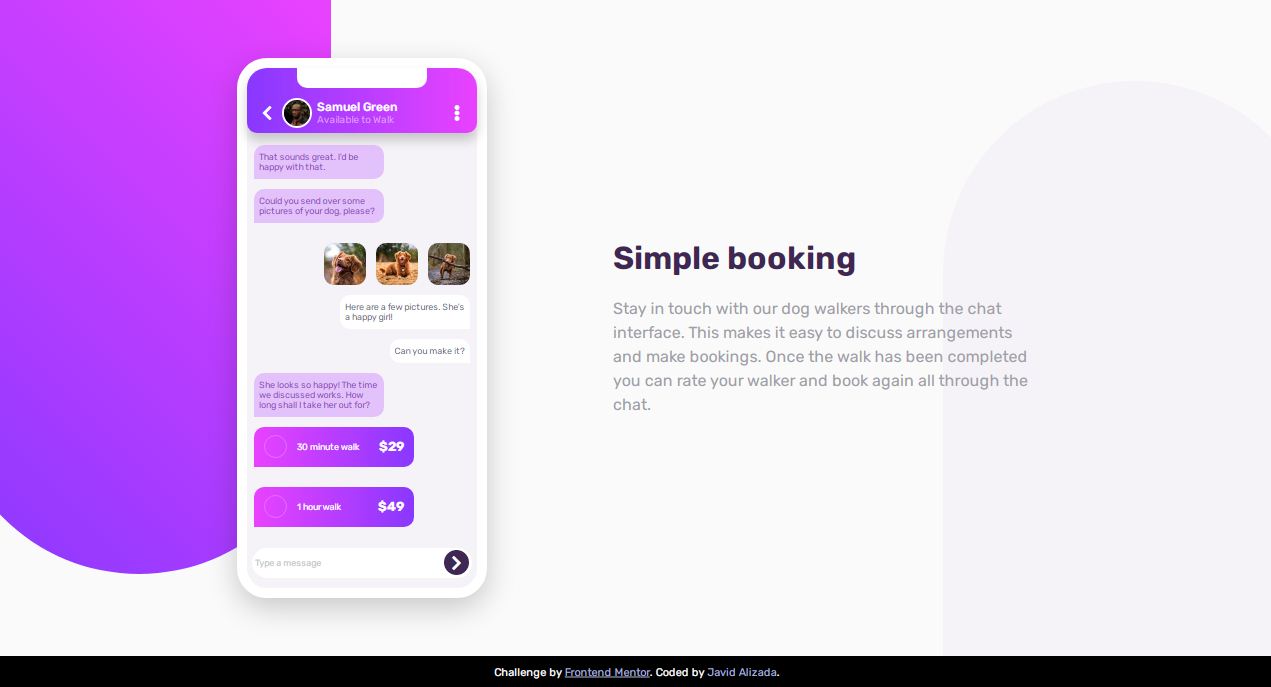 Samuel Green
Available to Walk
That sounds great. I'd be
happy with that.
Could you send over some
pictures of your dog, please?
Here are a few pictures. She's
a happy girl!
Can you make it?
She looks so happy! The time
we discussed works. How
long shall I take her out for?
30 minute walk $29
1 hour walk $49
Type a message
Simple booking
Stay in touch with our dog walkers through the chat
interface. This makes it easy to discuss arrangements
and make bookings. Once the walk has been completed
you can rate your walker and book again all through the
chat.
Challenge by Frontend Mentor. Coded by Javid Alizada.